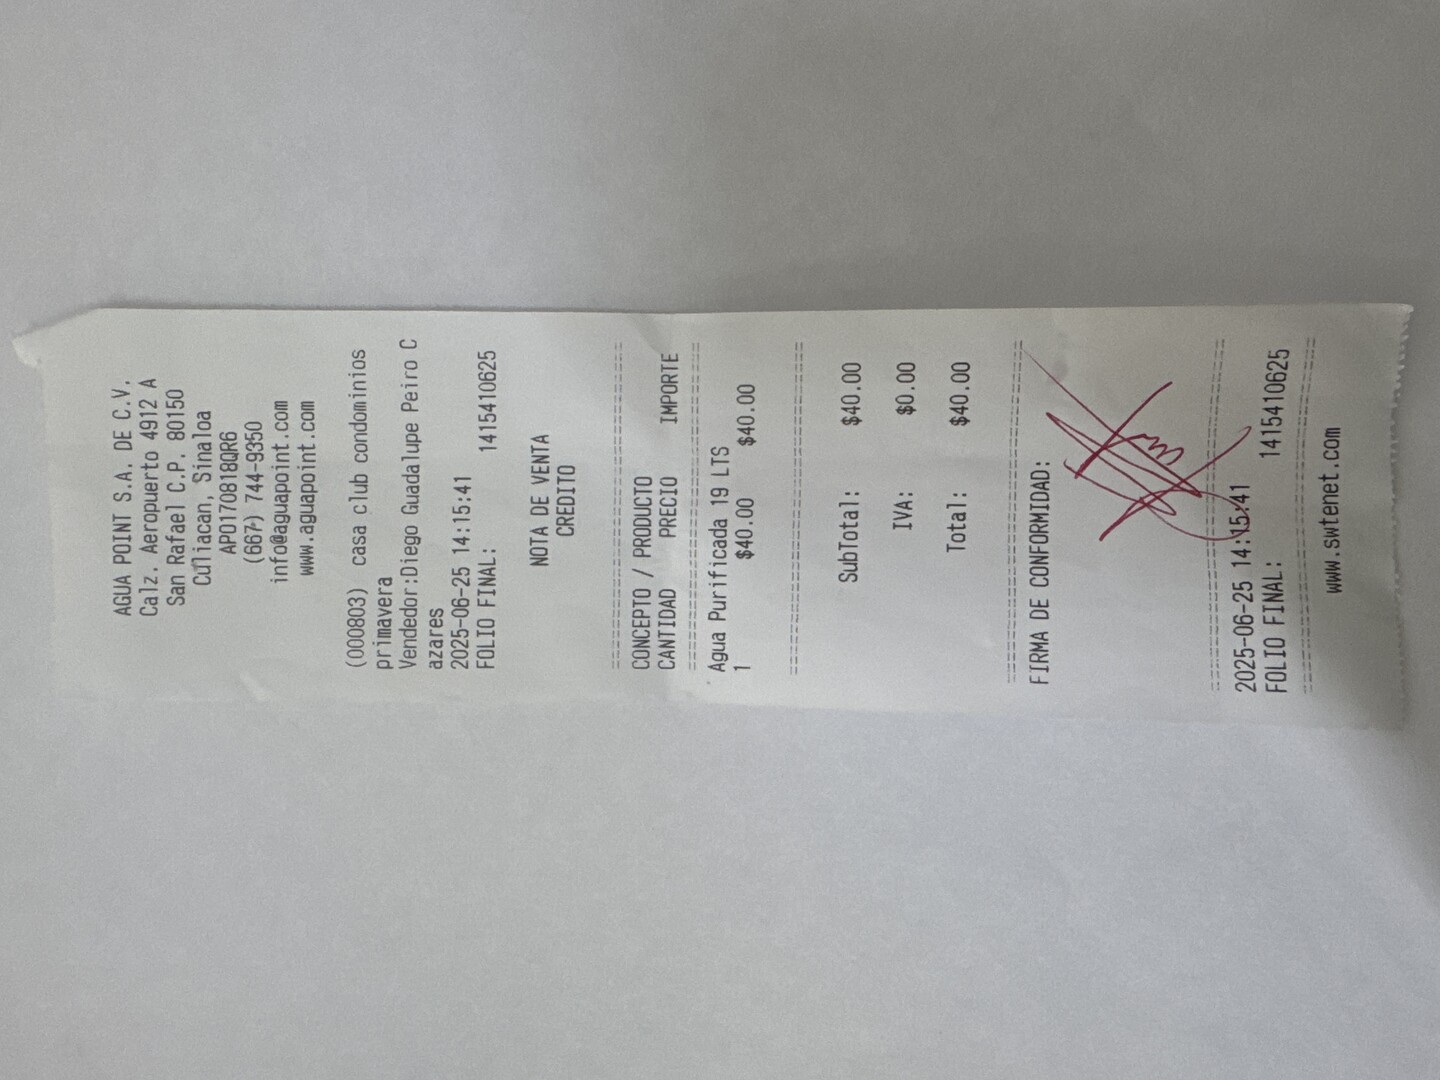 AGUA POINT S.A. DE C.V.
Calz. Aeropuerto 4912 A
San Rafael C.P. 80150
Culiacan, Sinaloa
APO170818QR6
(667) 744-9350
info@aguapoint.com
www.aguapoint.com
(000803) casa club condominios
primavera
Vendedor:Diego Guadalupe Peiro C
azares
2025-06-25 14:15:41
FOLIO FINAL: 1415410625
NOTA DE VENTA
CREDITO
================================
CONCEPTO / PRODUCTO
CANTIDAD PRECIO IMPORTE
================================
Agua Purificada 19 LTS
1 $40.00 $40.00
================================
SubTotal: $40.00
IVA: $0.00
Total: $40.00
================================
FIRMA DE CONFORMIDAD:
================================
2025-06-25 14:15:41
FOLIO FINAL: 1415410625
================================
www.swtenet.com